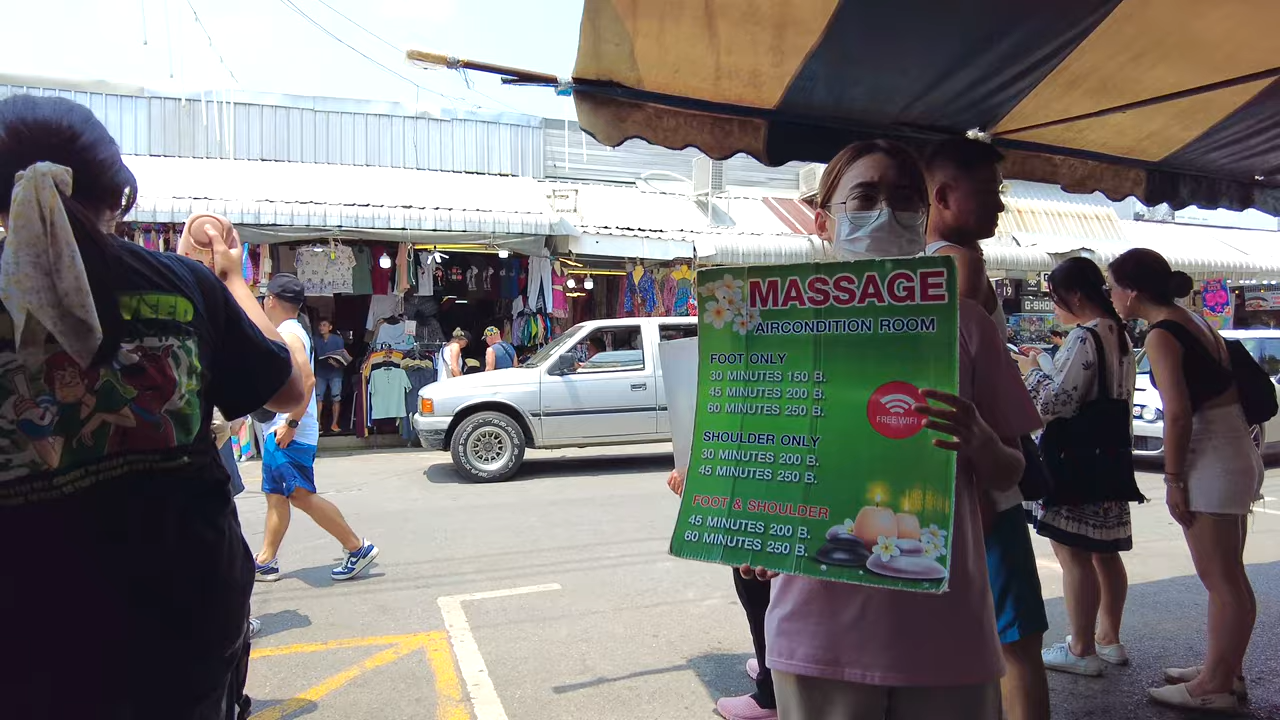 MASSAGE
AIRCONDITION ROOM
FOOT ONLY
30 MINUTES 150 B.
45 MINUTES 200 B.
60 MINUTES 250 B.
FREE WIFI
SHOULDER ONLY
30 MINUTES 200 B.
45 MINUTES 250 B.
FOOT & SHOULDER
45 MINUTES 200 B.
60 MINUTES 250 B.